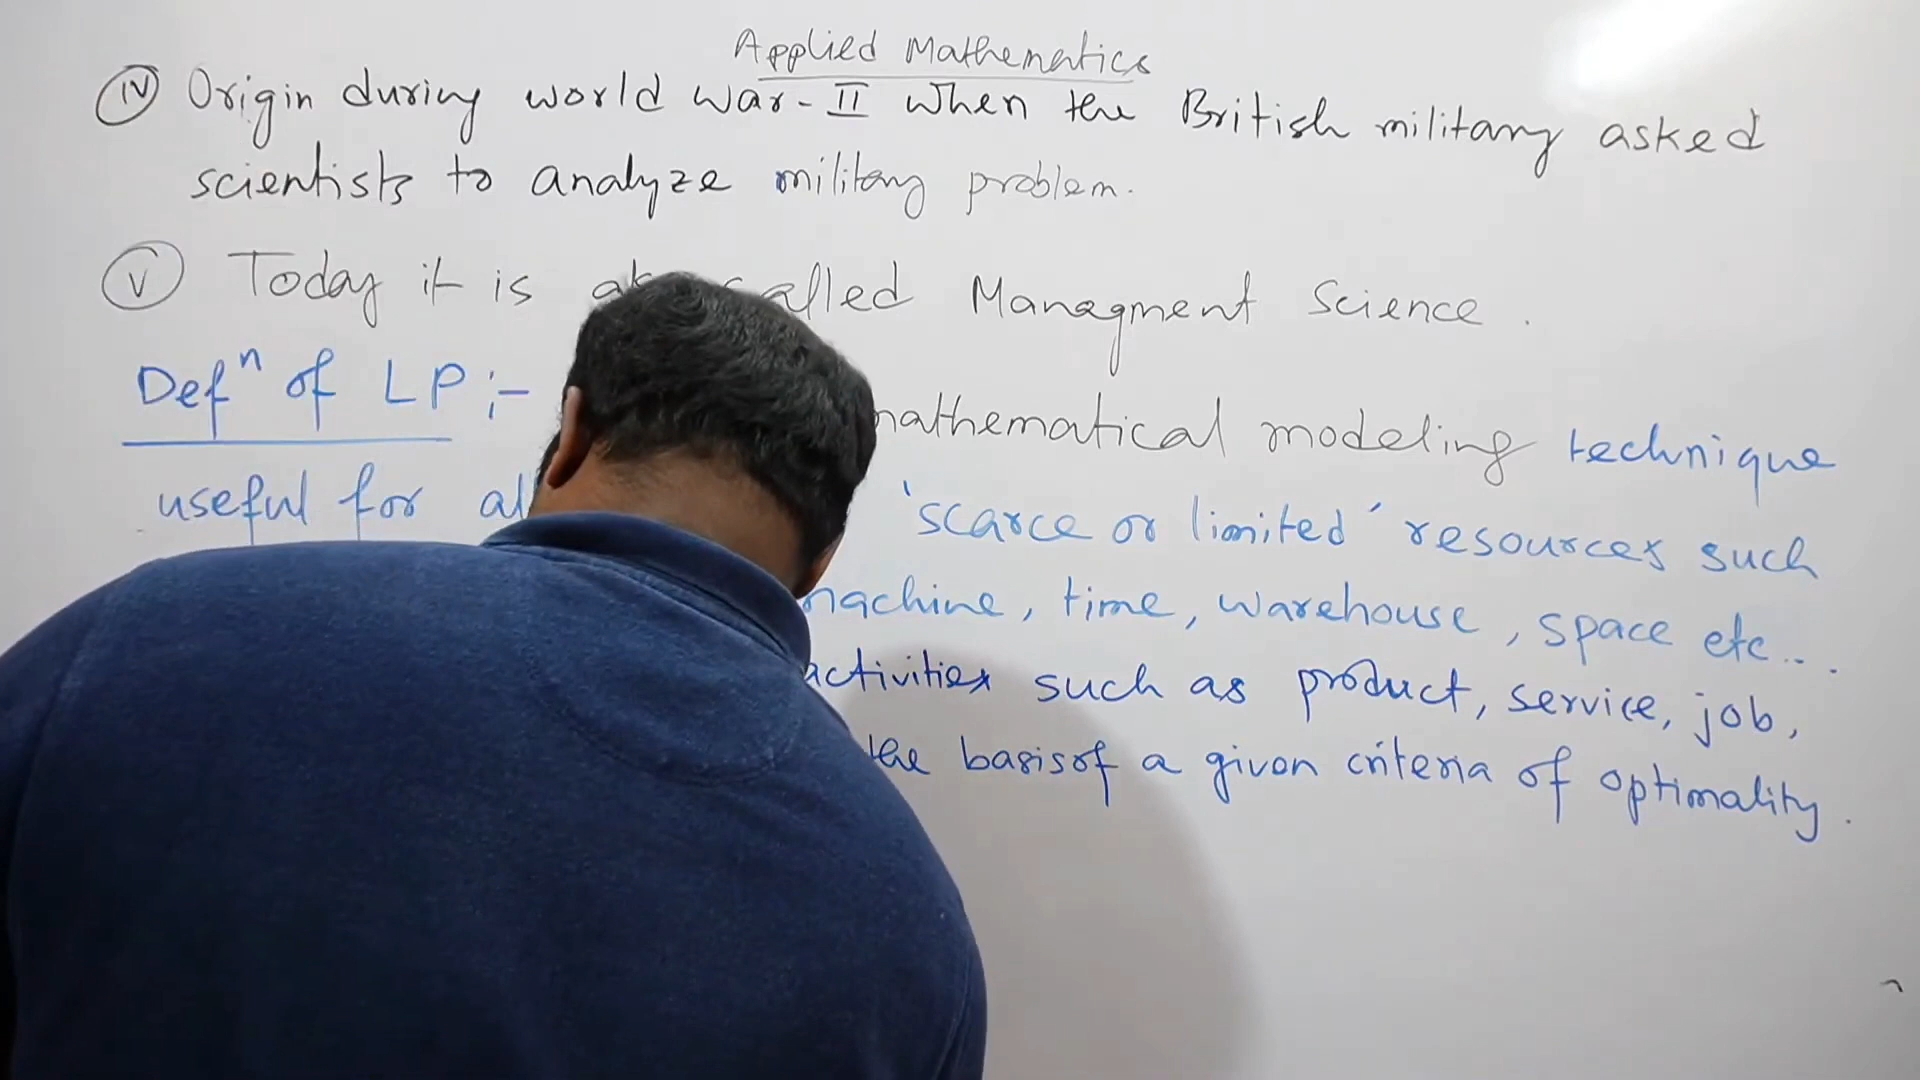 Applied Mathematics
(IV) Origin during world war-II when the British military asked
scientists to analyze military problem.
(V) Today it is called Managment Science.
Defⁿ of LP :- mathematical modeling technique
useful for 'scarce or limited' resources such
machine, time, warehouse, space etc...
activities such as product, service, job,
the basis of a given criteria of optimality.